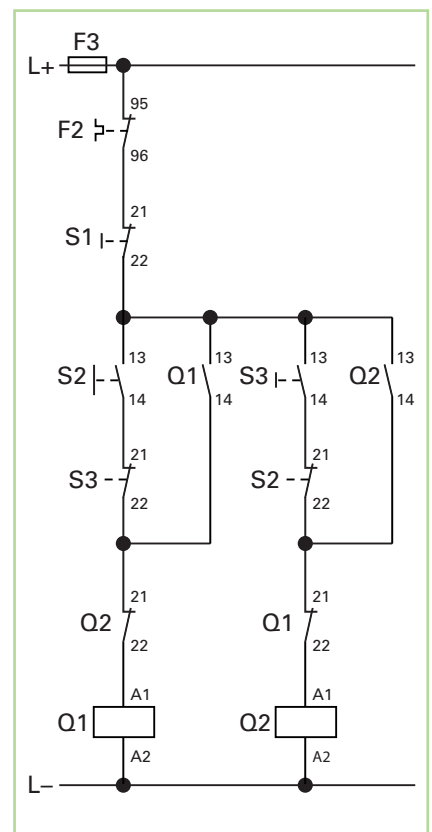 F3
L+
95
F2
96
21
S1
22
13 13 13 13
S2 Q1 S3 Q2
14 14 14 14
21 21
S3 S2
22 22
21 21
Q2 Q1
22 22
A1 A1
Q1 Q2
A2 A2
L–